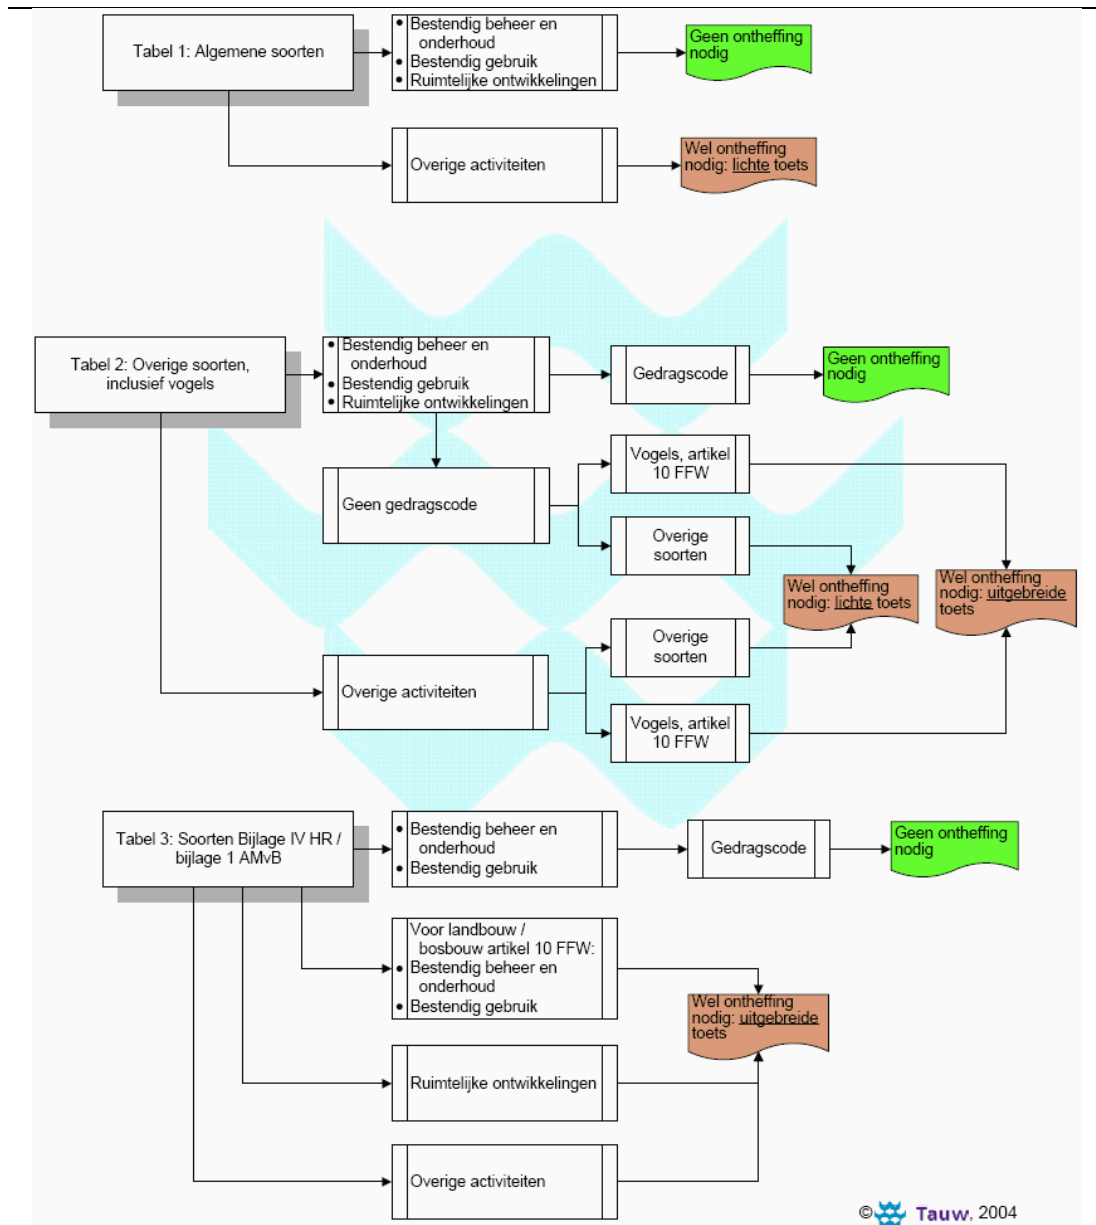 Tabel 1: Algemene soorten
• Bestendig beheer en
onderhoud
• Bestendig gebruik
• Ruimtelijke ontwikkelingen
Geen ontheffing
nodig
Overige activiteiten
Wel ontheffing
nodig: lichte toets
Tabel 2: Overige soorten,
inclusief vogels
• Bestendig beheer en
onderhoud
• Bestendig gebruik
• Ruimtelijke ontwikkelingen
Gedragscode
Geen ontheffing
nodig
Geen gedragscode
Vogels, artikel
10 FFW
Overige
soorten
Wel ontheffing
nodig: lichte toets
Wel ontheffing
nodig: uitgebreide
toets
Overige activiteiten
Overige
soorten
Vogels, artikel
10 FFW
Tabel 3: Soorten Bijlage IV HR /
bijlage 1 AMvB
• Bestendig beheer en
onderhoud
• Bestendig gebruik
Gedragscode
Geen ontheffing
nodig
Voor landbouw /
bosbouw artikel 10 FFW:
• Bestendig beheer en
onderhoud
• Bestendig gebruik
Wel ontheffing
nodig: uitgebreide
toets
Ruimtelijke ontwikkelingen
Overige activiteiten
© Tauw, 2004